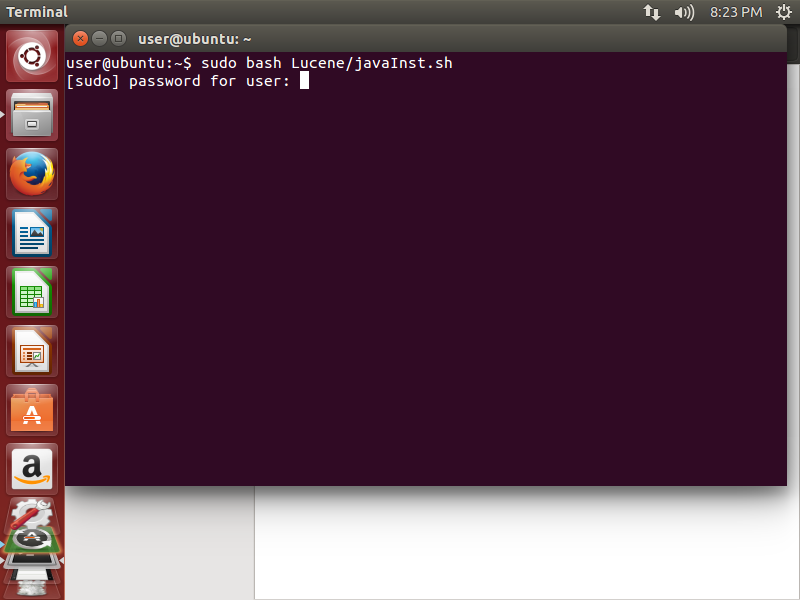 Terminal
8:23 PM
user@ubuntu: ~
user@ubuntu:~$ sudo bash Lucene/javaInst.sh
[sudo] password for user:
a